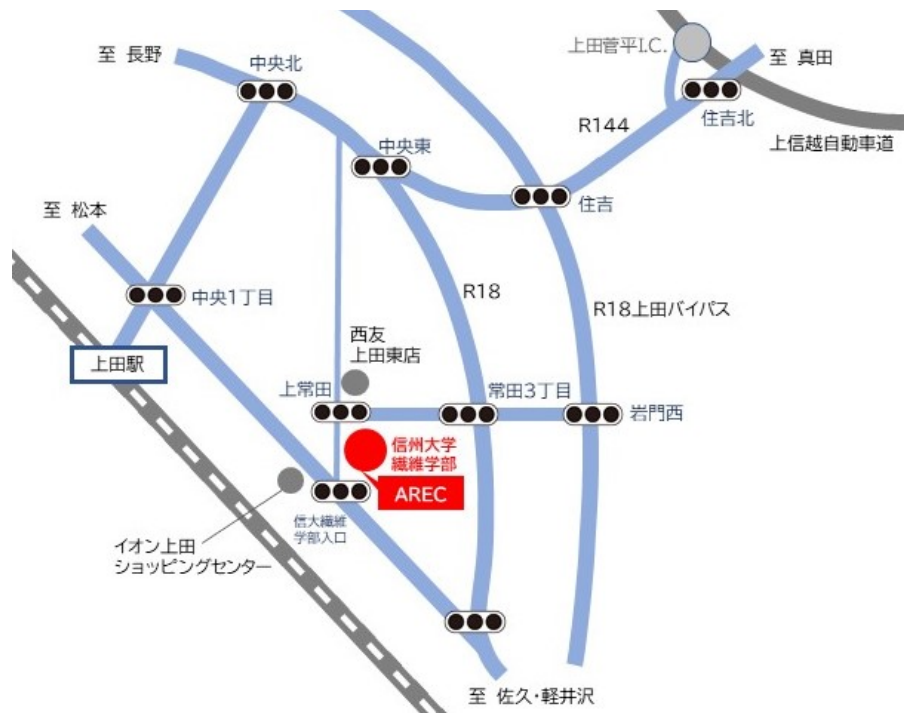 上田菅平I.C.
至 長野
中央北
至 真田
住吉北
R144
上信越自動車道
中央東
住吉
至 松本
中央1丁目
R18
R18上田バイパス
西友
上田東店
上田駅
上常田
常田3丁目
岩門西
信州大学
繊維学部
AREC
信大繊維
学部入口
イオン上田
ショッピングセンター
至 佐久・軽井沢